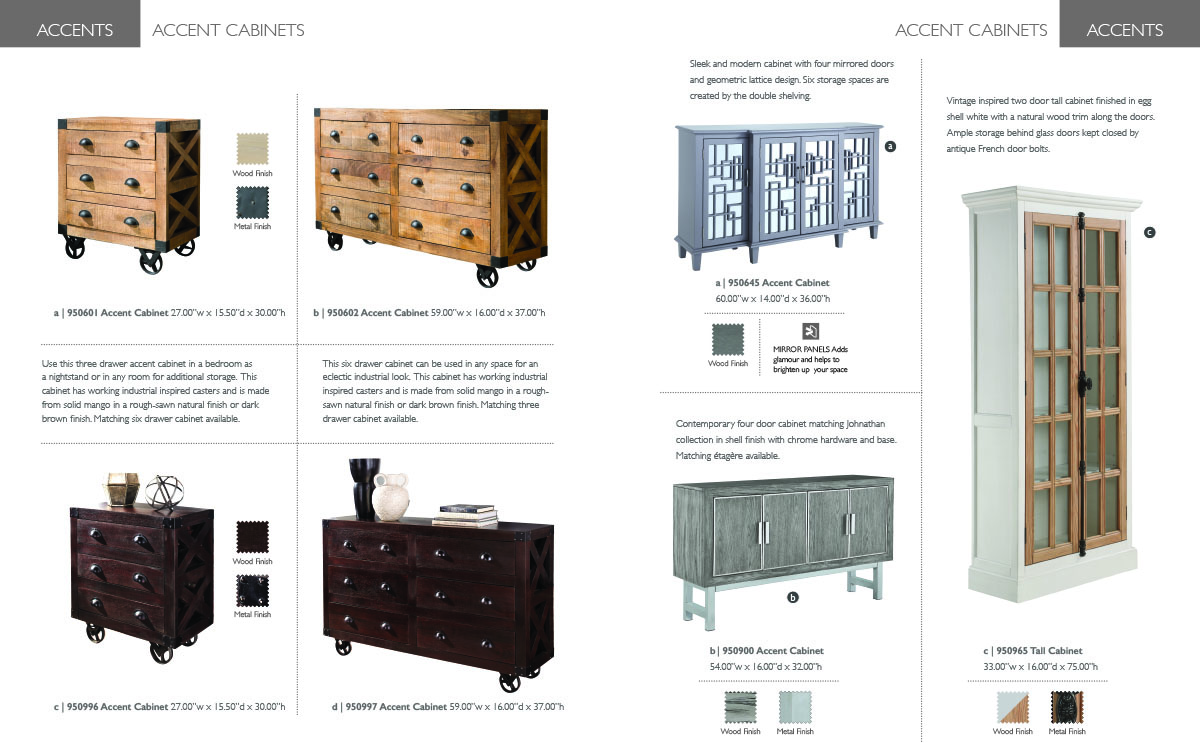 ACCENTS
ACCENT CABINETS
Wood Finish
Metal Finish
a | 950601 Accent Cabinet 27.00"w x 15.50"d x 30.00"h
b | 950602 Accent Cabinet 59.00"w x 16.00"d x 37.00"h
Use this three drawer accent cabinet in a bedroom as
a nightstand or in any room for additional storage. This
cabinet has working industrial inspired casters and is made
from solid mango in a rough-sawn natural finish or dark
brown finish. Matching six drawer cabinet available.
This six drawer cabinet can be used in any space for an
eclectic industrial look. This cabinet has working industrial
inspired casters and is made from solid mango in a rough-
sawn natural finish or dark brown finish. Matching three
drawer cabinet available.
Wood Finish
Metal Finish
c | 950996 Accent Cabinet 27.00"w x 15.50"d x 30.00"h
d | 950997 Accent Cabinet 59.00"w x 16.00"d x 37.00"h
ACCENT CABINETS
ACCENTS
Sleek and modern cabinet with four mirrored doors
and geometric lattice design. Six storage spaces are
created by the double shelving.
a
a | 950645 Accent Cabinet
60.00"w x 14.00"d x 36.00"h
Wood Finish
MIRROR PANELS Adds
glamour and helps to
brighten up your space
Contemporary four door cabinet matching Johnathan
collection in shell finish with chrome hardware and base.
Matching étagère available.
b
b | 950900 Accent Cabinet
54.00"w x 16.00"d x 32.00"h
Wood Finish
Metal Finish
Vintage inspired two door tall cabinet finished in egg
shell white with a natural wood trim along the doors.
Ample storage behind glass doors kept closed by
antique French door bolts.
c
c | 950965 Tall Cabinet
33.00"w x 16.00"d x 75.00"h
Wood Finish
Metal Finish